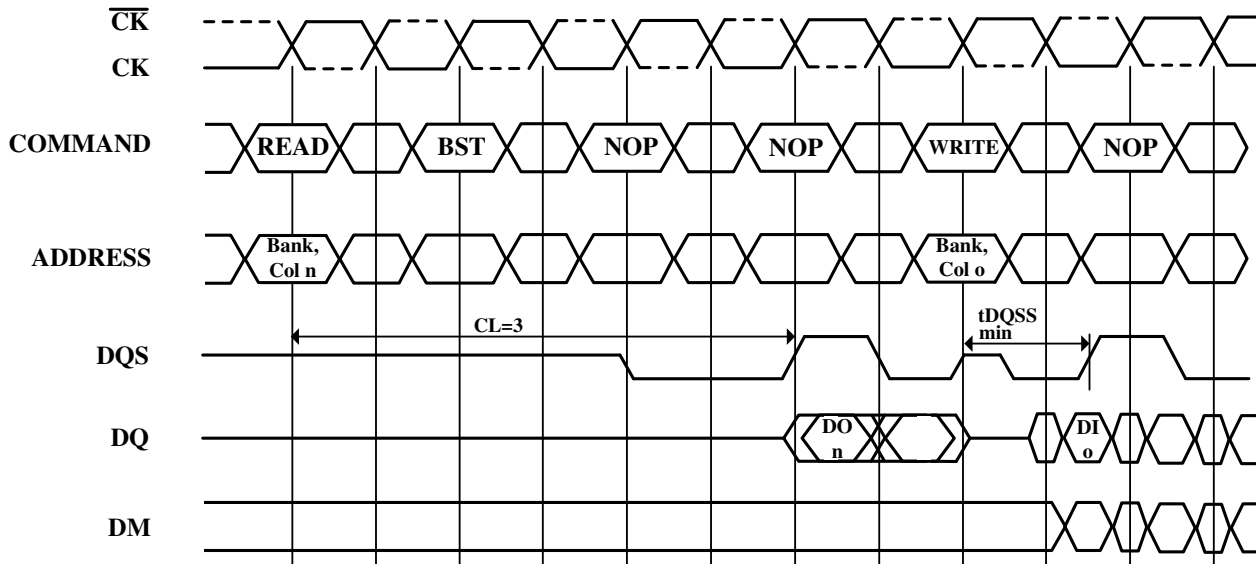 C̅K̅
CK
COMMAND
READ
BST
NOP
NOP
WRITE
NOP
ADDRESS
Bank,
Col n
Bank,
Col o
CL=3
tDQSS
min
DQS
DQ
DO
n
DI
o
DM